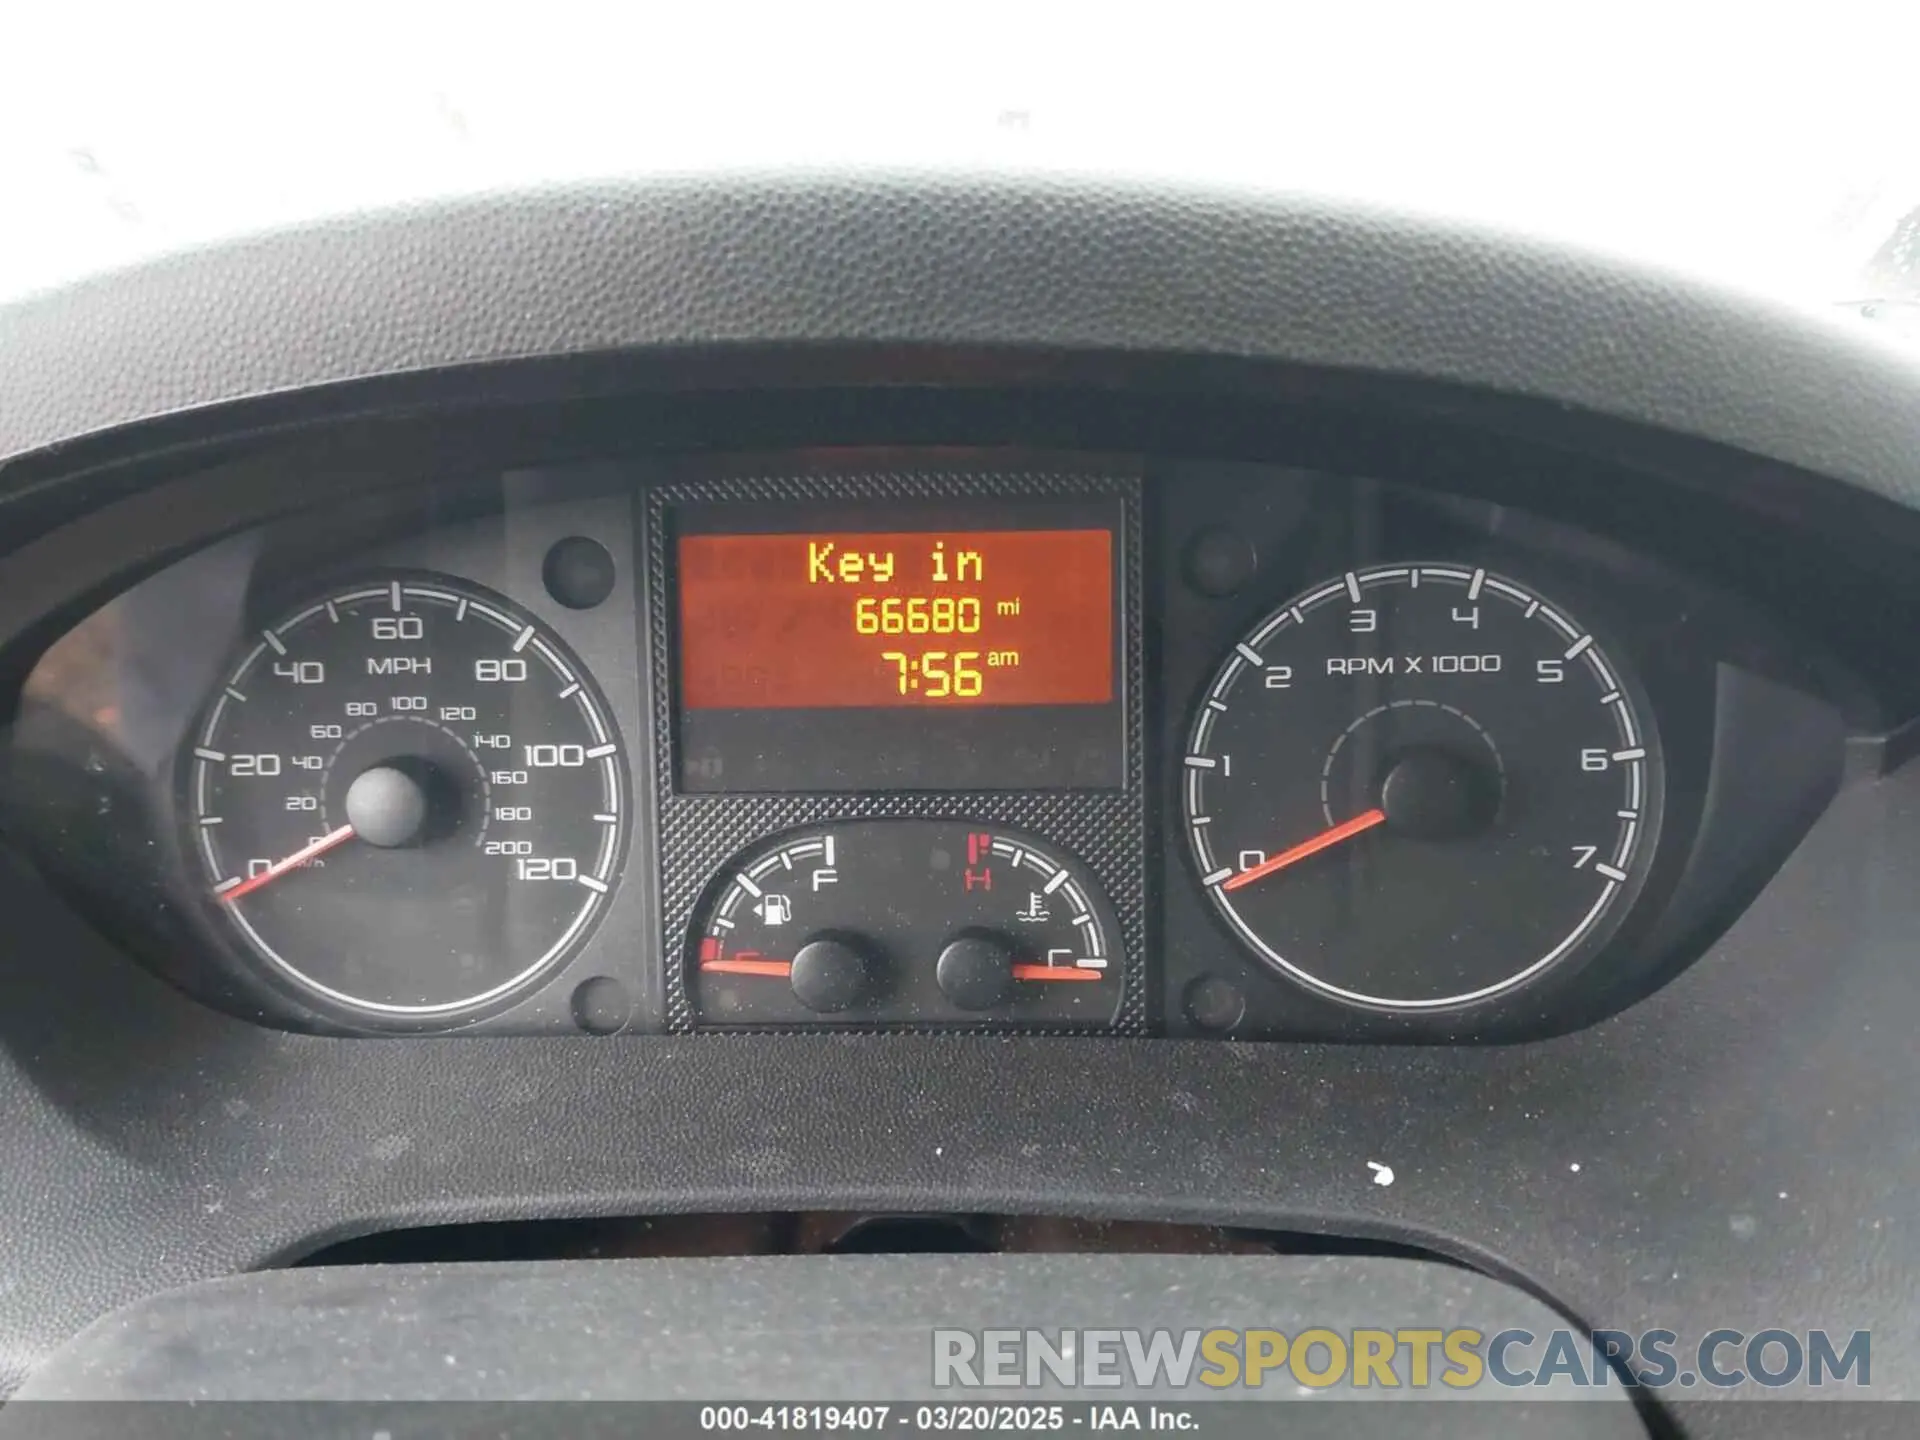 Key in
66680 mi
7:56 am
0 20 40 60 80 100 120
MPH
0 20 40 60 80 100 120 140 160 180 200
km/h
0 1 2 3 4 5 6 7
RPM X 1000
F
H
E
C
RENEWSPORTSCARS.COM
000-41819407 - 03/20/2025 - IAA Inc.